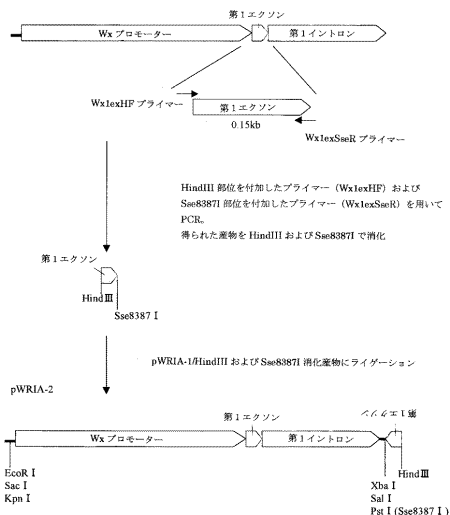 第1エクソン
Wx プロモーター
第1イントロン
Wx1exHF プライマー
第1エクソン
0.15kb
Wx1exSseR プライマー
HindIII 部位を付加したプライマー（Wx1exHF）および
Sse8387I 部位を付加したプライマー（Wx1exSseR）を用いて
PCR。
得られた産物を HindIII および Sse8387I で消化
第1エクソン
HindⅢ
Sse8387 I
pWRIA-1/HindIII および Sse8387I 消化産物にライゲーション
pWRIA-2
第1エクソン
第1エクソン
Wx プロモーター
第1イントロン
EcoR I
Sac I
Kpn I
HindⅢ
Xba I
Sal I
Pst I (Sse8387 I)